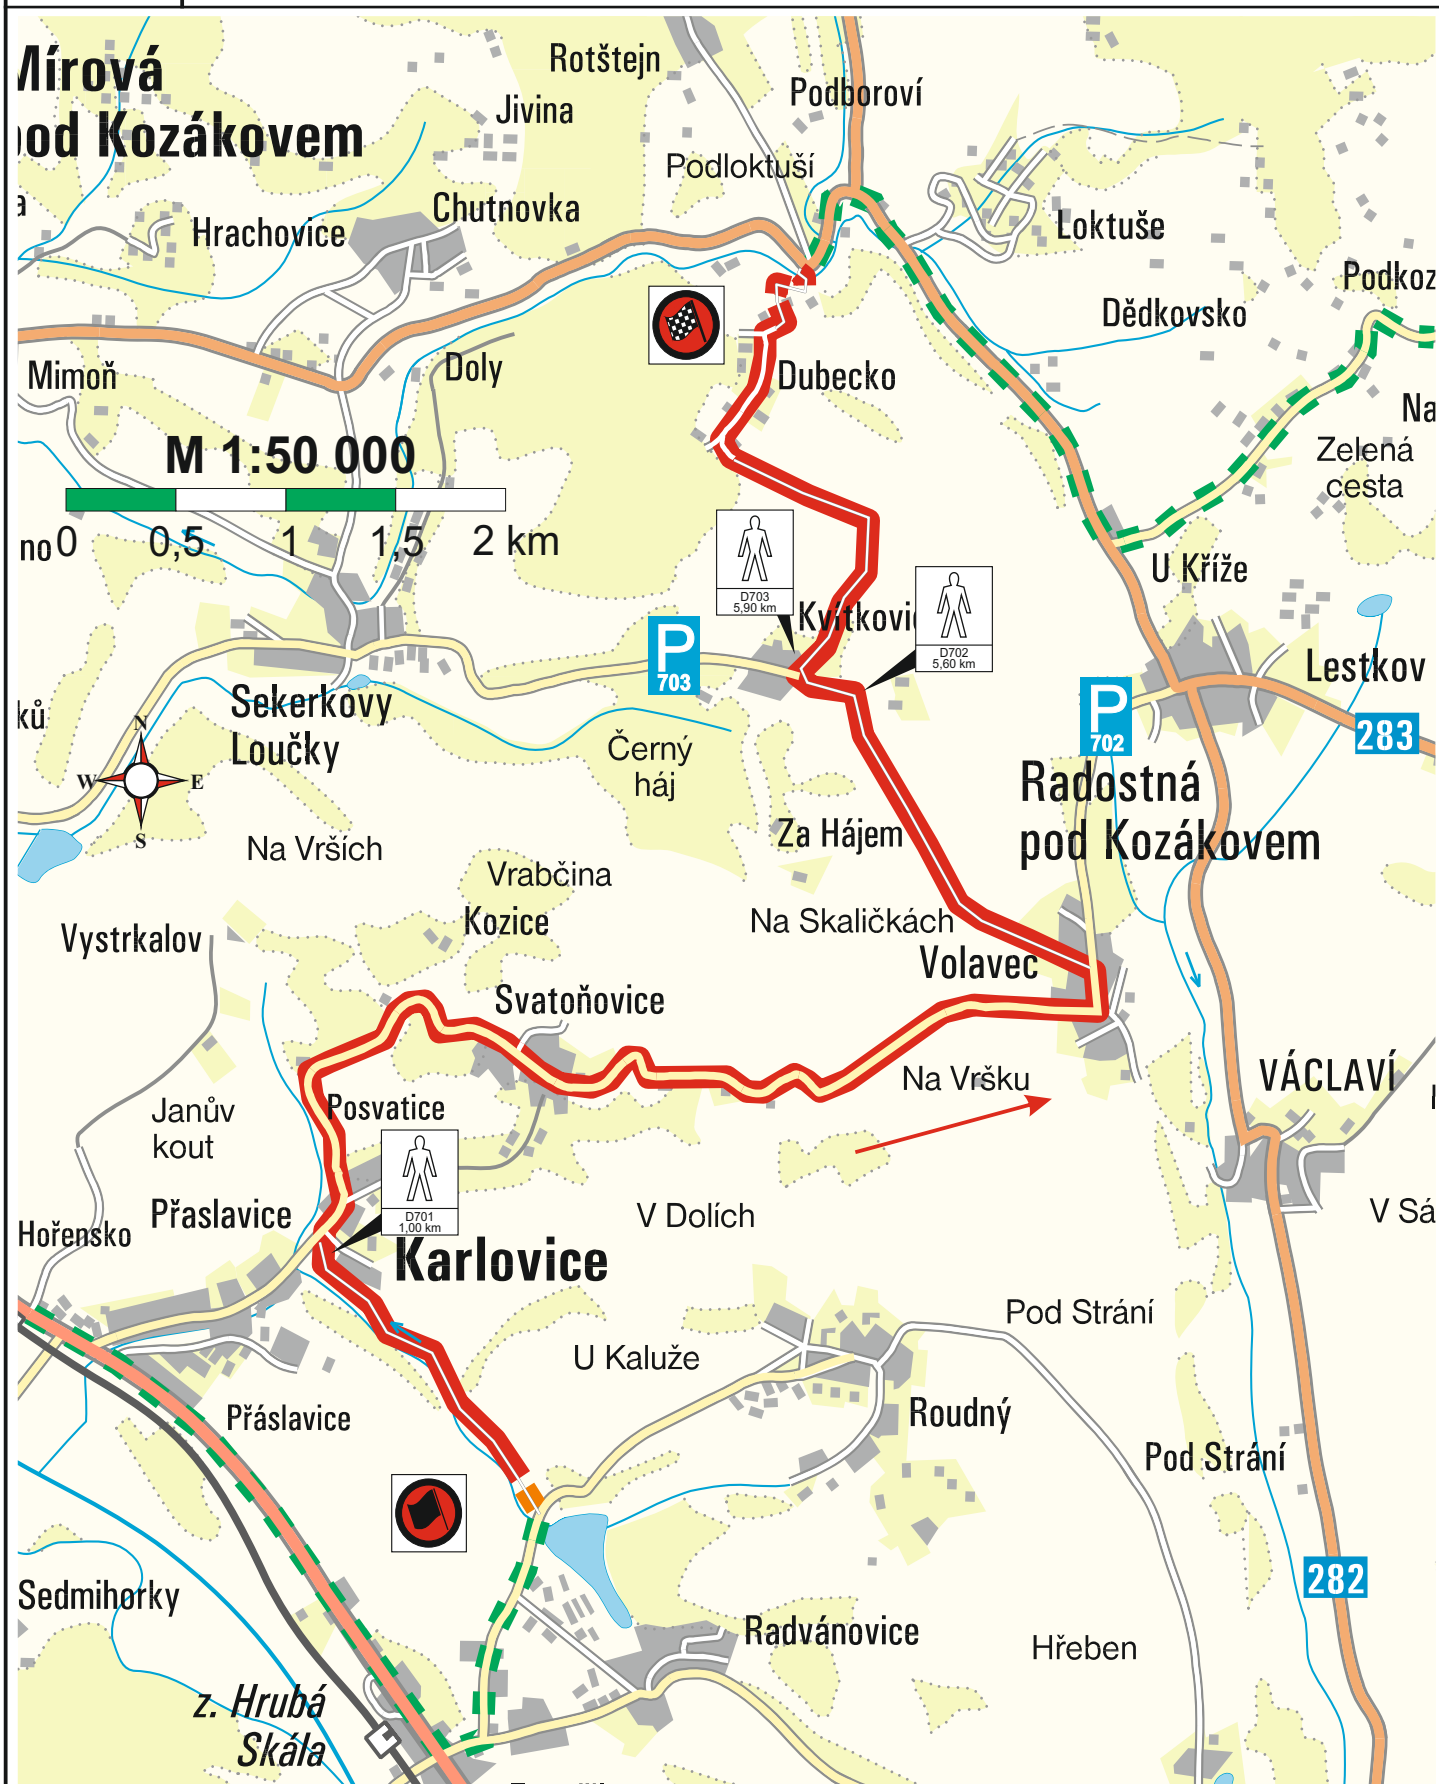 Mírová
pod Kozákovem
Rotštejn
Jivina
Podboroví
Podloktuší
Hrachovice
Chutnovka
Loktuše
Podkoz
Dědkovsko
Mimoň
Doly
Dubecko
Na
Zelená
cesta
M 1:50 000
0 0,5 1 1,5 2 km
no
U Kříže
D703
5,90 km
Kvítkovic
D702
5,60 km
P
703
Lestkov
P
702
283
ků
Sekerkovy
Loučky
N
W E
S
Černý
háj
Radostná
pod Kozákovem
Na Vrších
Za Hájem
Vrabčina
Kozice
Na Skaličkách
Vystrkalov
Volavec
Svatoňovice
Na Vršku
VÁCLAVÍ
Janův
kout
Posvatice
D701
1,00 km
Přaslavice
Hořensko
V Dolích
V Sá
Karlovice
Pod Strání
U Kaluže
Přáslavice
Roudný
Pod Strání
Sedmihorky
282
Radvánovice
Hřeben
z. Hrubá
Skála